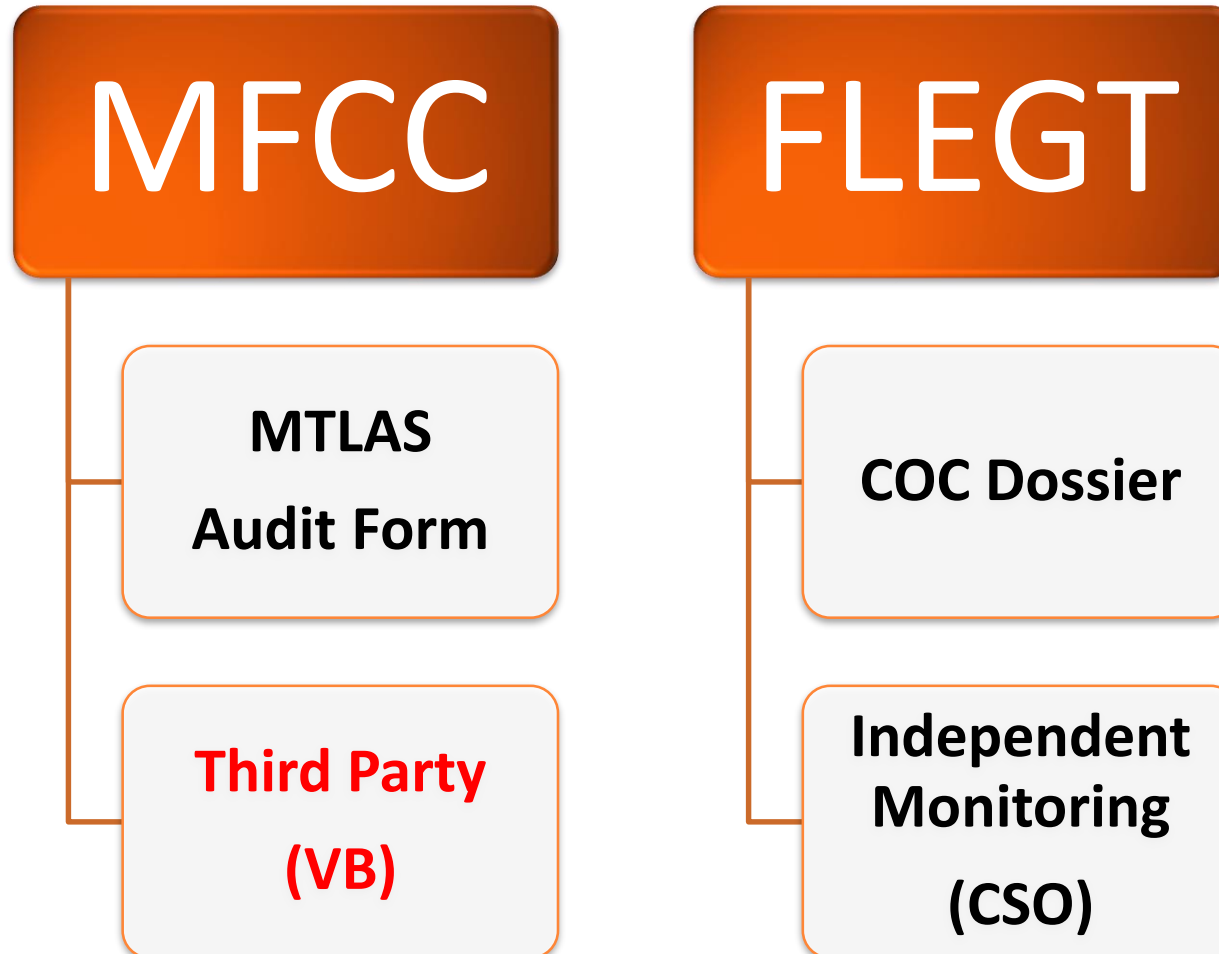 MFCC
MTLAS
Audit Form
Third Party
(VB)
FLEGT
COC Dossier
Independent
Monitoring
(CSO)